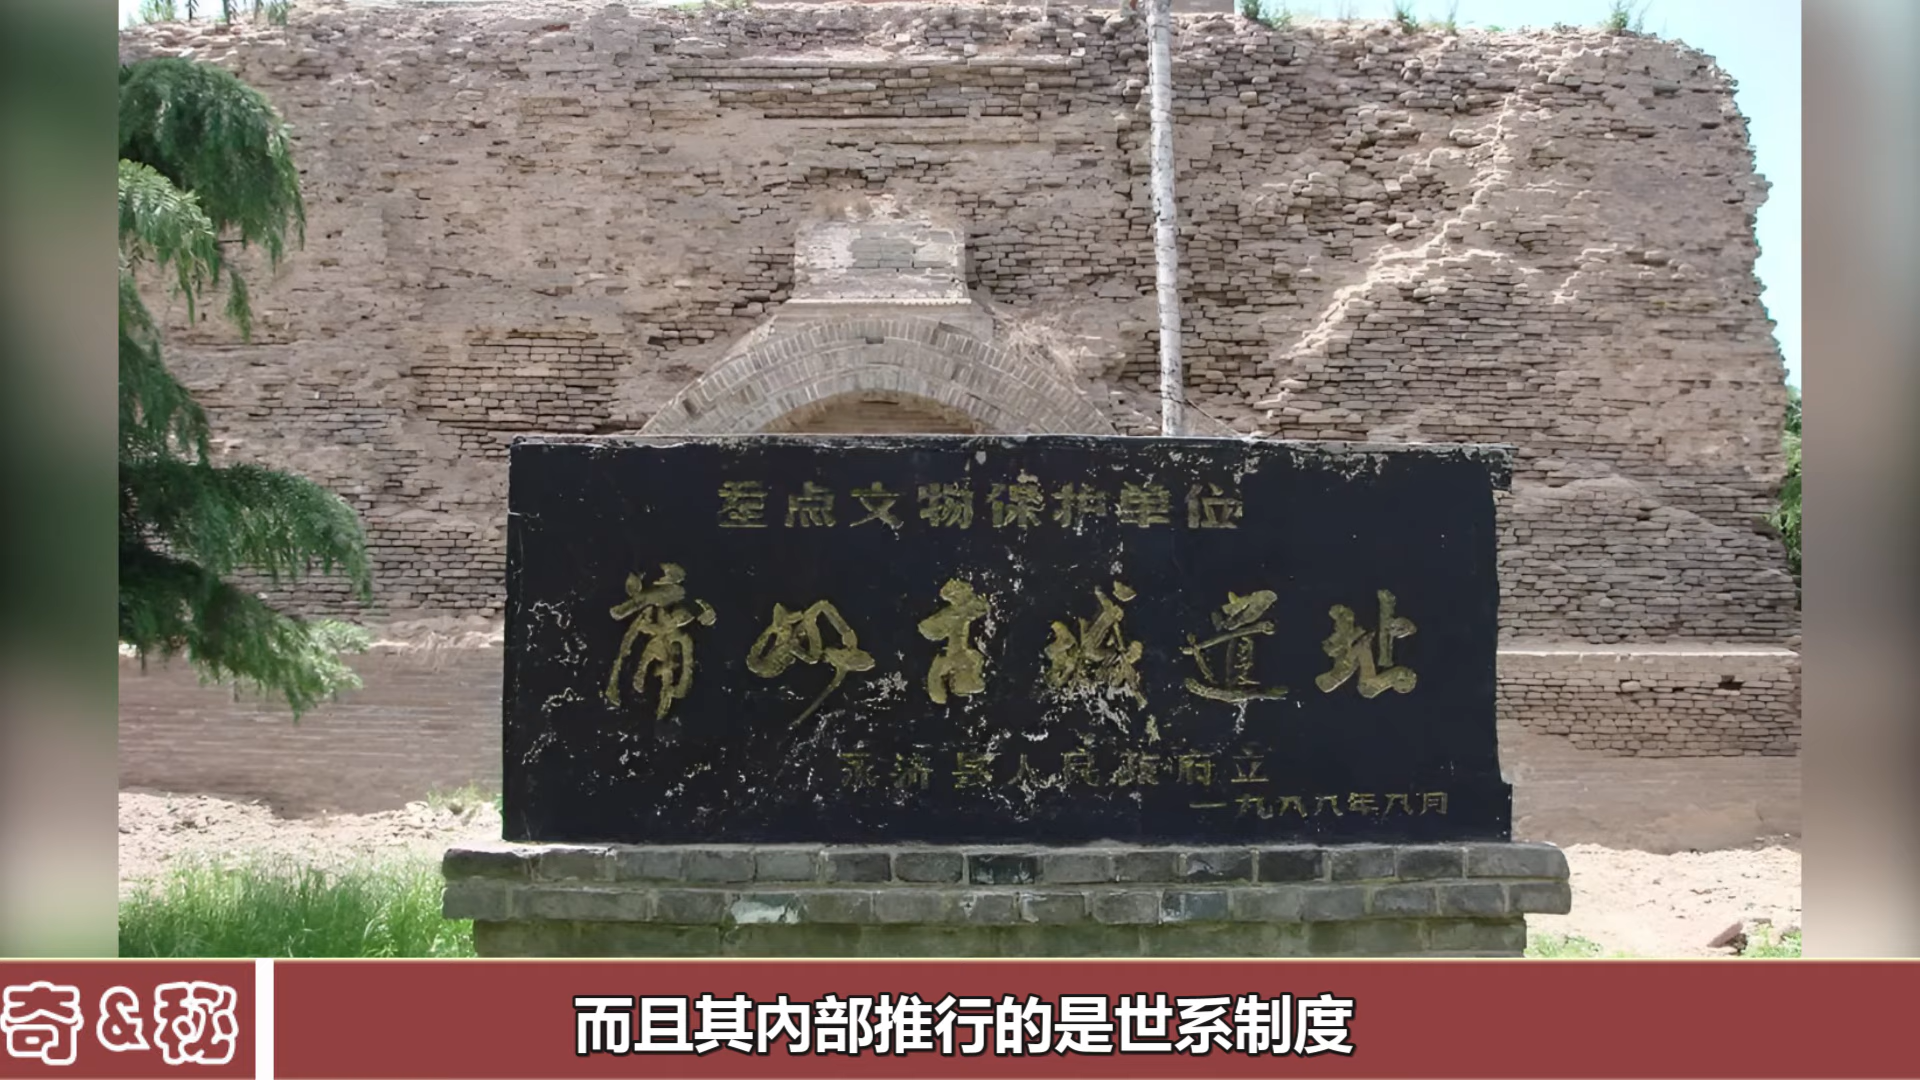 重点文物保护单位
蒲州古城遗址
永济县人民政府立
一九八八年八月
奇&秘
而且其内部推行的是世系制度